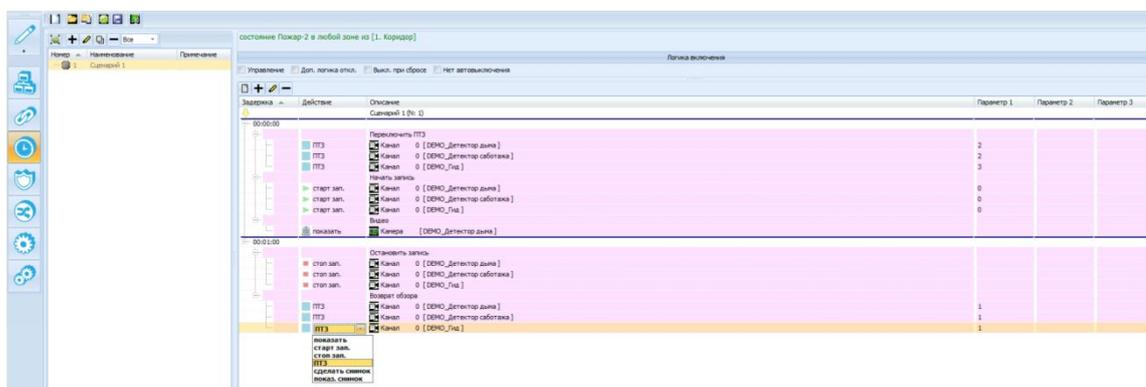 Все
состояние Пожар-2 в любой зоне из [1. Коридор]
Номер Наименование Примечание
1 Сценарий 1
Логика включения
Управление Доп. логика откл. Выкл. при сбросе Нет автовыключения
Задержка Действие Описание Параметр 1 Параметр 2 Параметр 3
Сценарий 1 (№: 1)
00:00:00
Переключить ПТЗ
ПТЗ Канал 0 [ DEMO_Детектор дыма ] 2
ПТЗ Канал 0 [ DEMO_Детектор саботажа ] 2
ПТЗ Канал 0 [ DEMO_Гид ] 3
Начать запись
старт зап. Канал 0 [ DEMO_Детектор дыма ] 0
старт зап. Канал 0 [ DEMO_Детектор саботажа ] 0
старт зап. Канал 0 [ DEMO_Гид ] 0
Видео
показать Камера [ DEMO_Детектор дыма ]
00:01:00
Остановить запись
стоп зап. Канал 0 [ DEMO_Детектор дыма ]
стоп зап. Канал 0 [ DEMO_Детектор саботажа ]
стоп зап. Канал 0 [ DEMO_Гид ]
Возврат обзора
ПТЗ Канал 0 [ DEMO_Детектор дыма ] 1
ПТЗ Канал 0 [ DEMO_Детектор саботажа ] 1
ПТЗ Канал 0 [ DEMO_Гид ] 1
показать
старт зап.
стоп зап.
ПТЗ
сделать снимок
показ. снимок